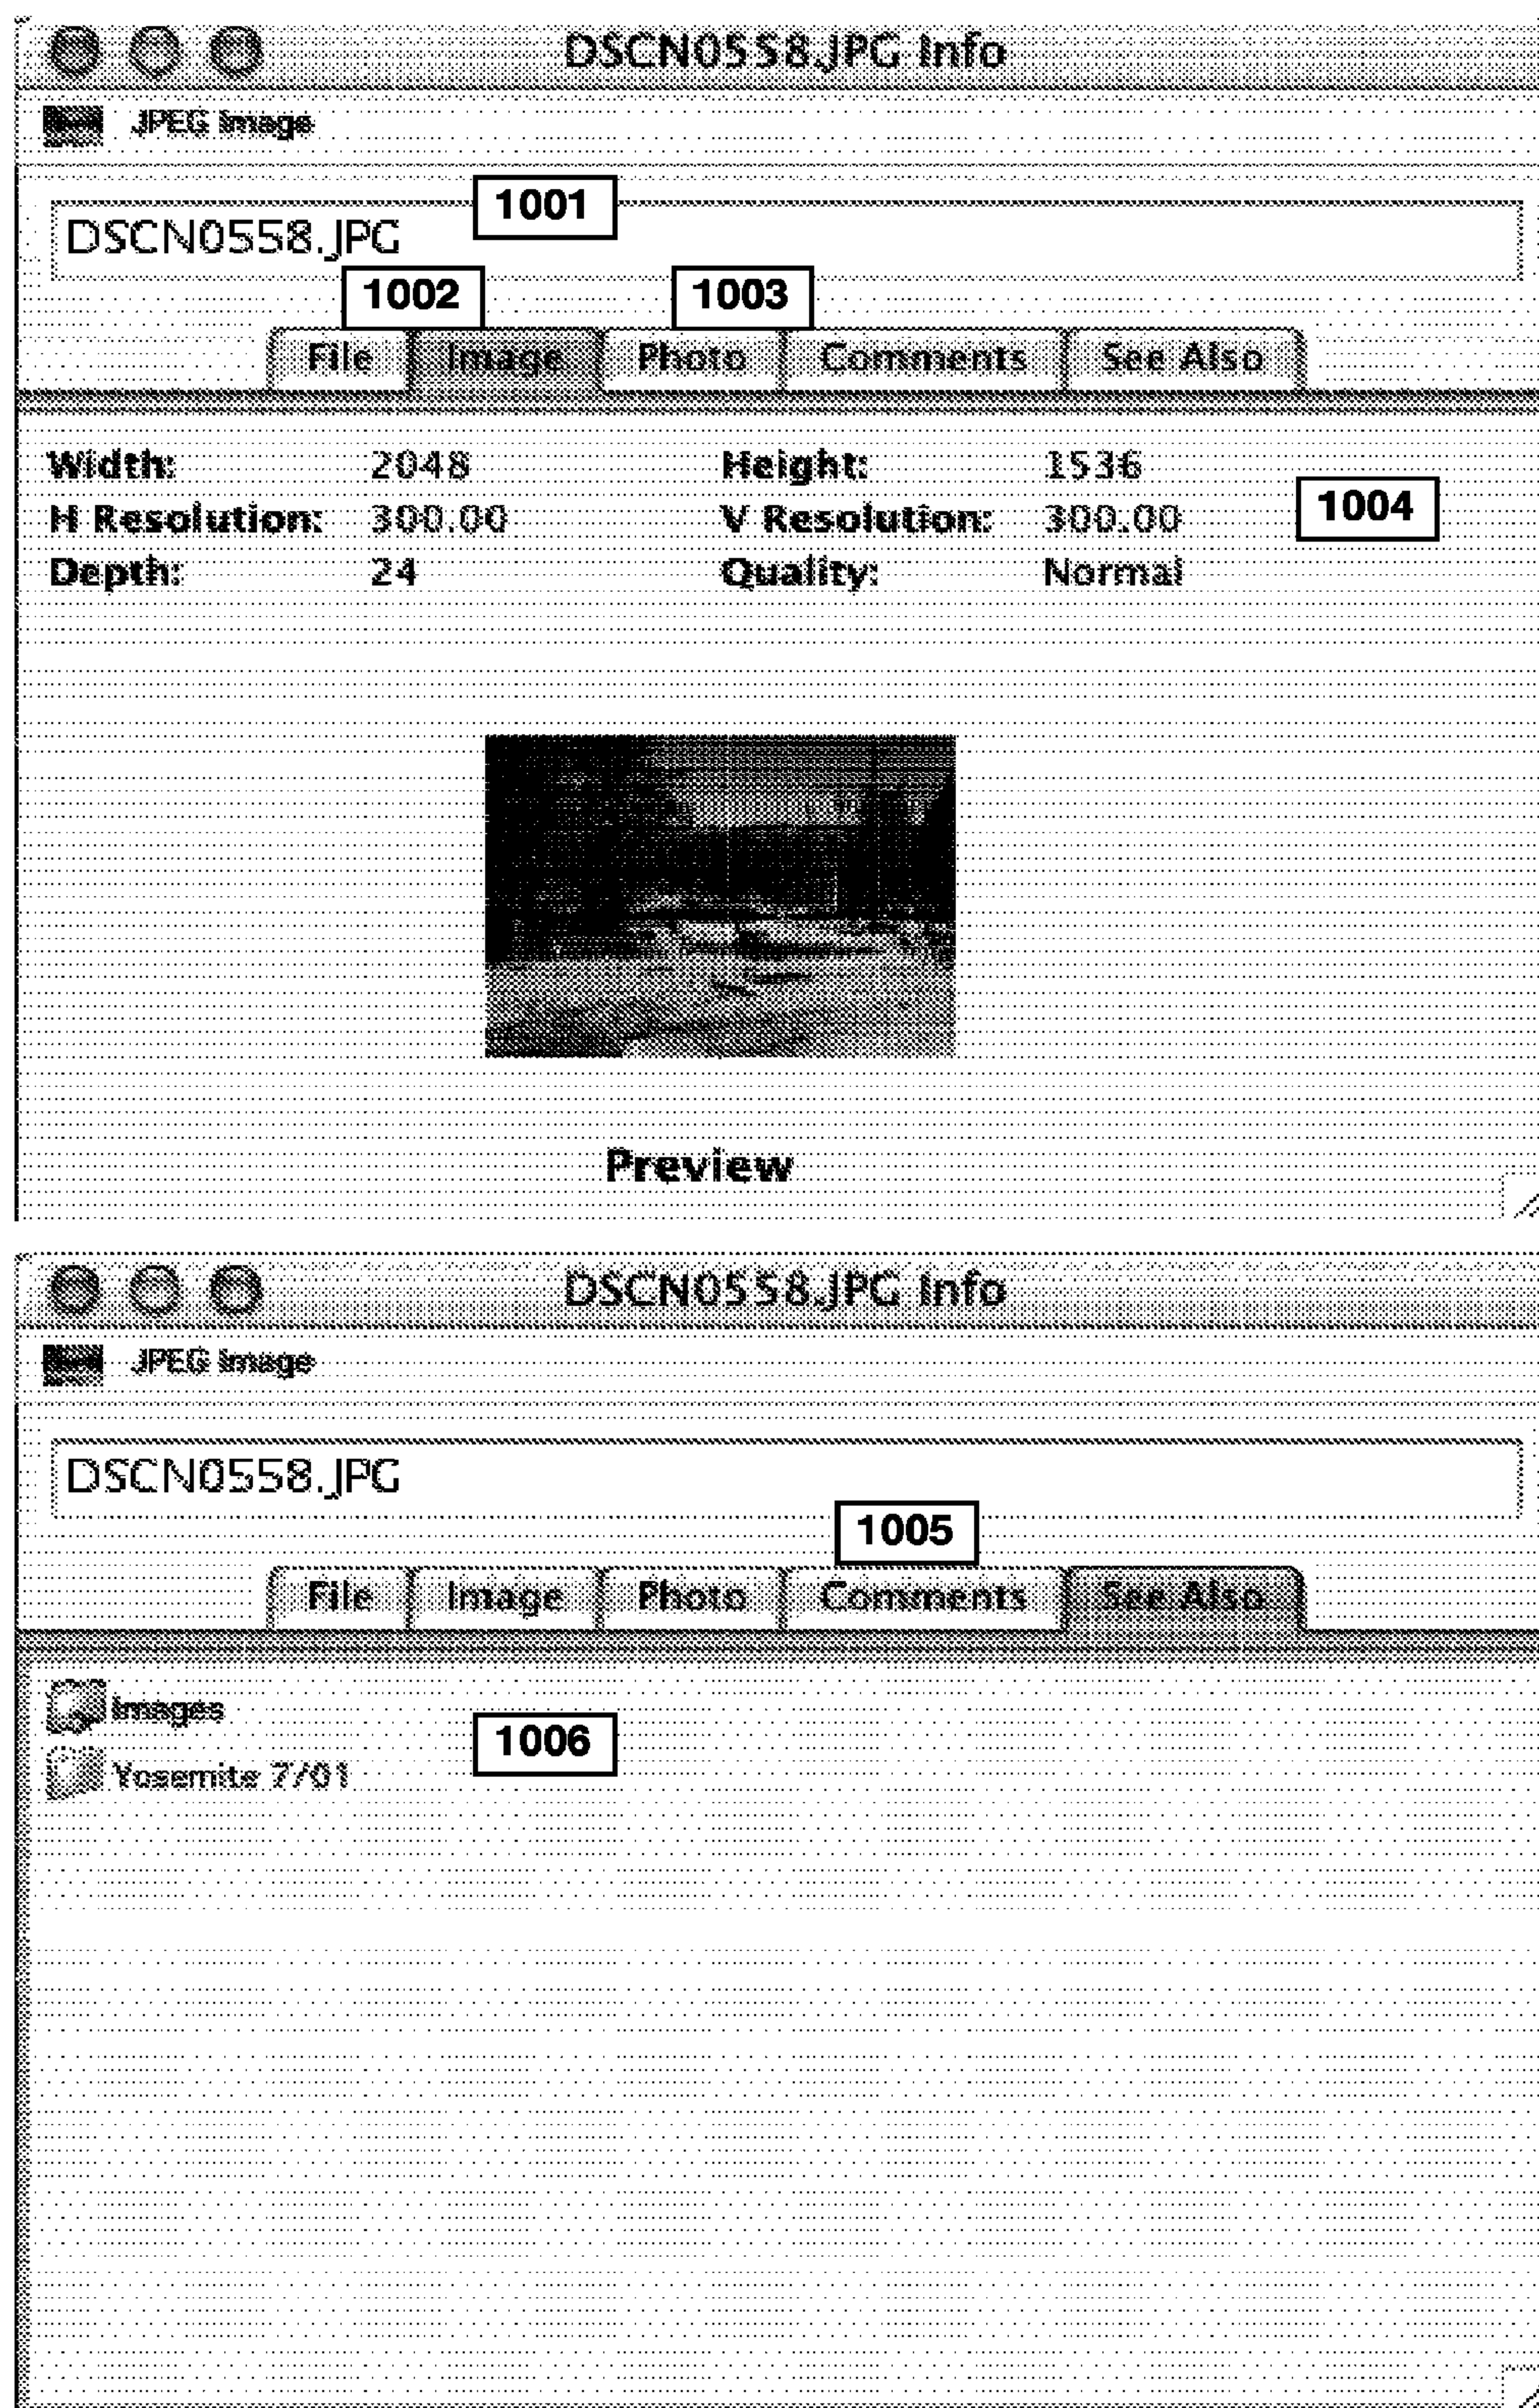 DSCN0558.JPG Info
JPEG Image
1001
DSCN0558.JPG
1002 1003
File Image Photo Comments See Also
Width: 2048 Height: 1536
1004
H Resolution: 300.00 V Resolution: 300.00
Depth: 24 Quality: Normal
Preview
DSCN0558.JPG Info
JPEG Image
DSCN0558.JPG
1005
File Image Photo Comments See Also
Images
1006
Yosemite 7/01